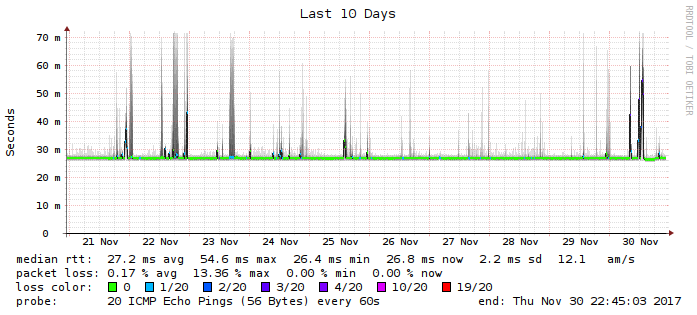 Last 10 Days
RRDTOOL / TOBI OETIKER
Seconds
70 m
60 m
50 m
40 m
30 m
20 m
10 m
0
21 Nov 22 Nov 23 Nov 24 Nov 25 Nov 26 Nov 27 Nov 28 Nov 29 Nov 30 Nov
median rtt: 27.2 ms avg 54.6 ms max 26.4 ms min 26.8 ms now 2.2 ms sd 12.1 am/s
packet loss: 0.17 % avg 13.36 % max 0.00 % min 0.00 % now
loss color: 0 1/20 2/20 3/20 4/20 10/20 19/20
probe: 20 ICMP Echo Pings (56 Bytes) every 60s end: Thu Nov 30 22:45:03 2017